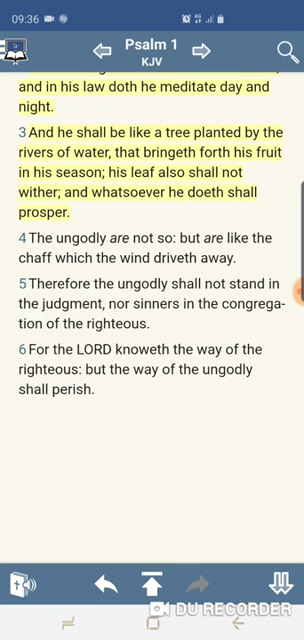 09:36
Psalm 1
KJV
and in his law doth he meditate day and
night.
3 And he shall be like a tree planted by the
rivers of water, that bringeth forth his fruit
in his season; his leaf also shall not
wither; and whatsoever he doeth shall
prosper.
4 The ungodly are not so: but are like the
chaff which the wind driveth away.
5 Therefore the ungodly shall not stand in
the judgment, nor sinners in the congrega-
tion of the righteous.
6 For the LORD knoweth the way of the
righteous: but the way of the ungodly
shall perish.
DU RECORDER